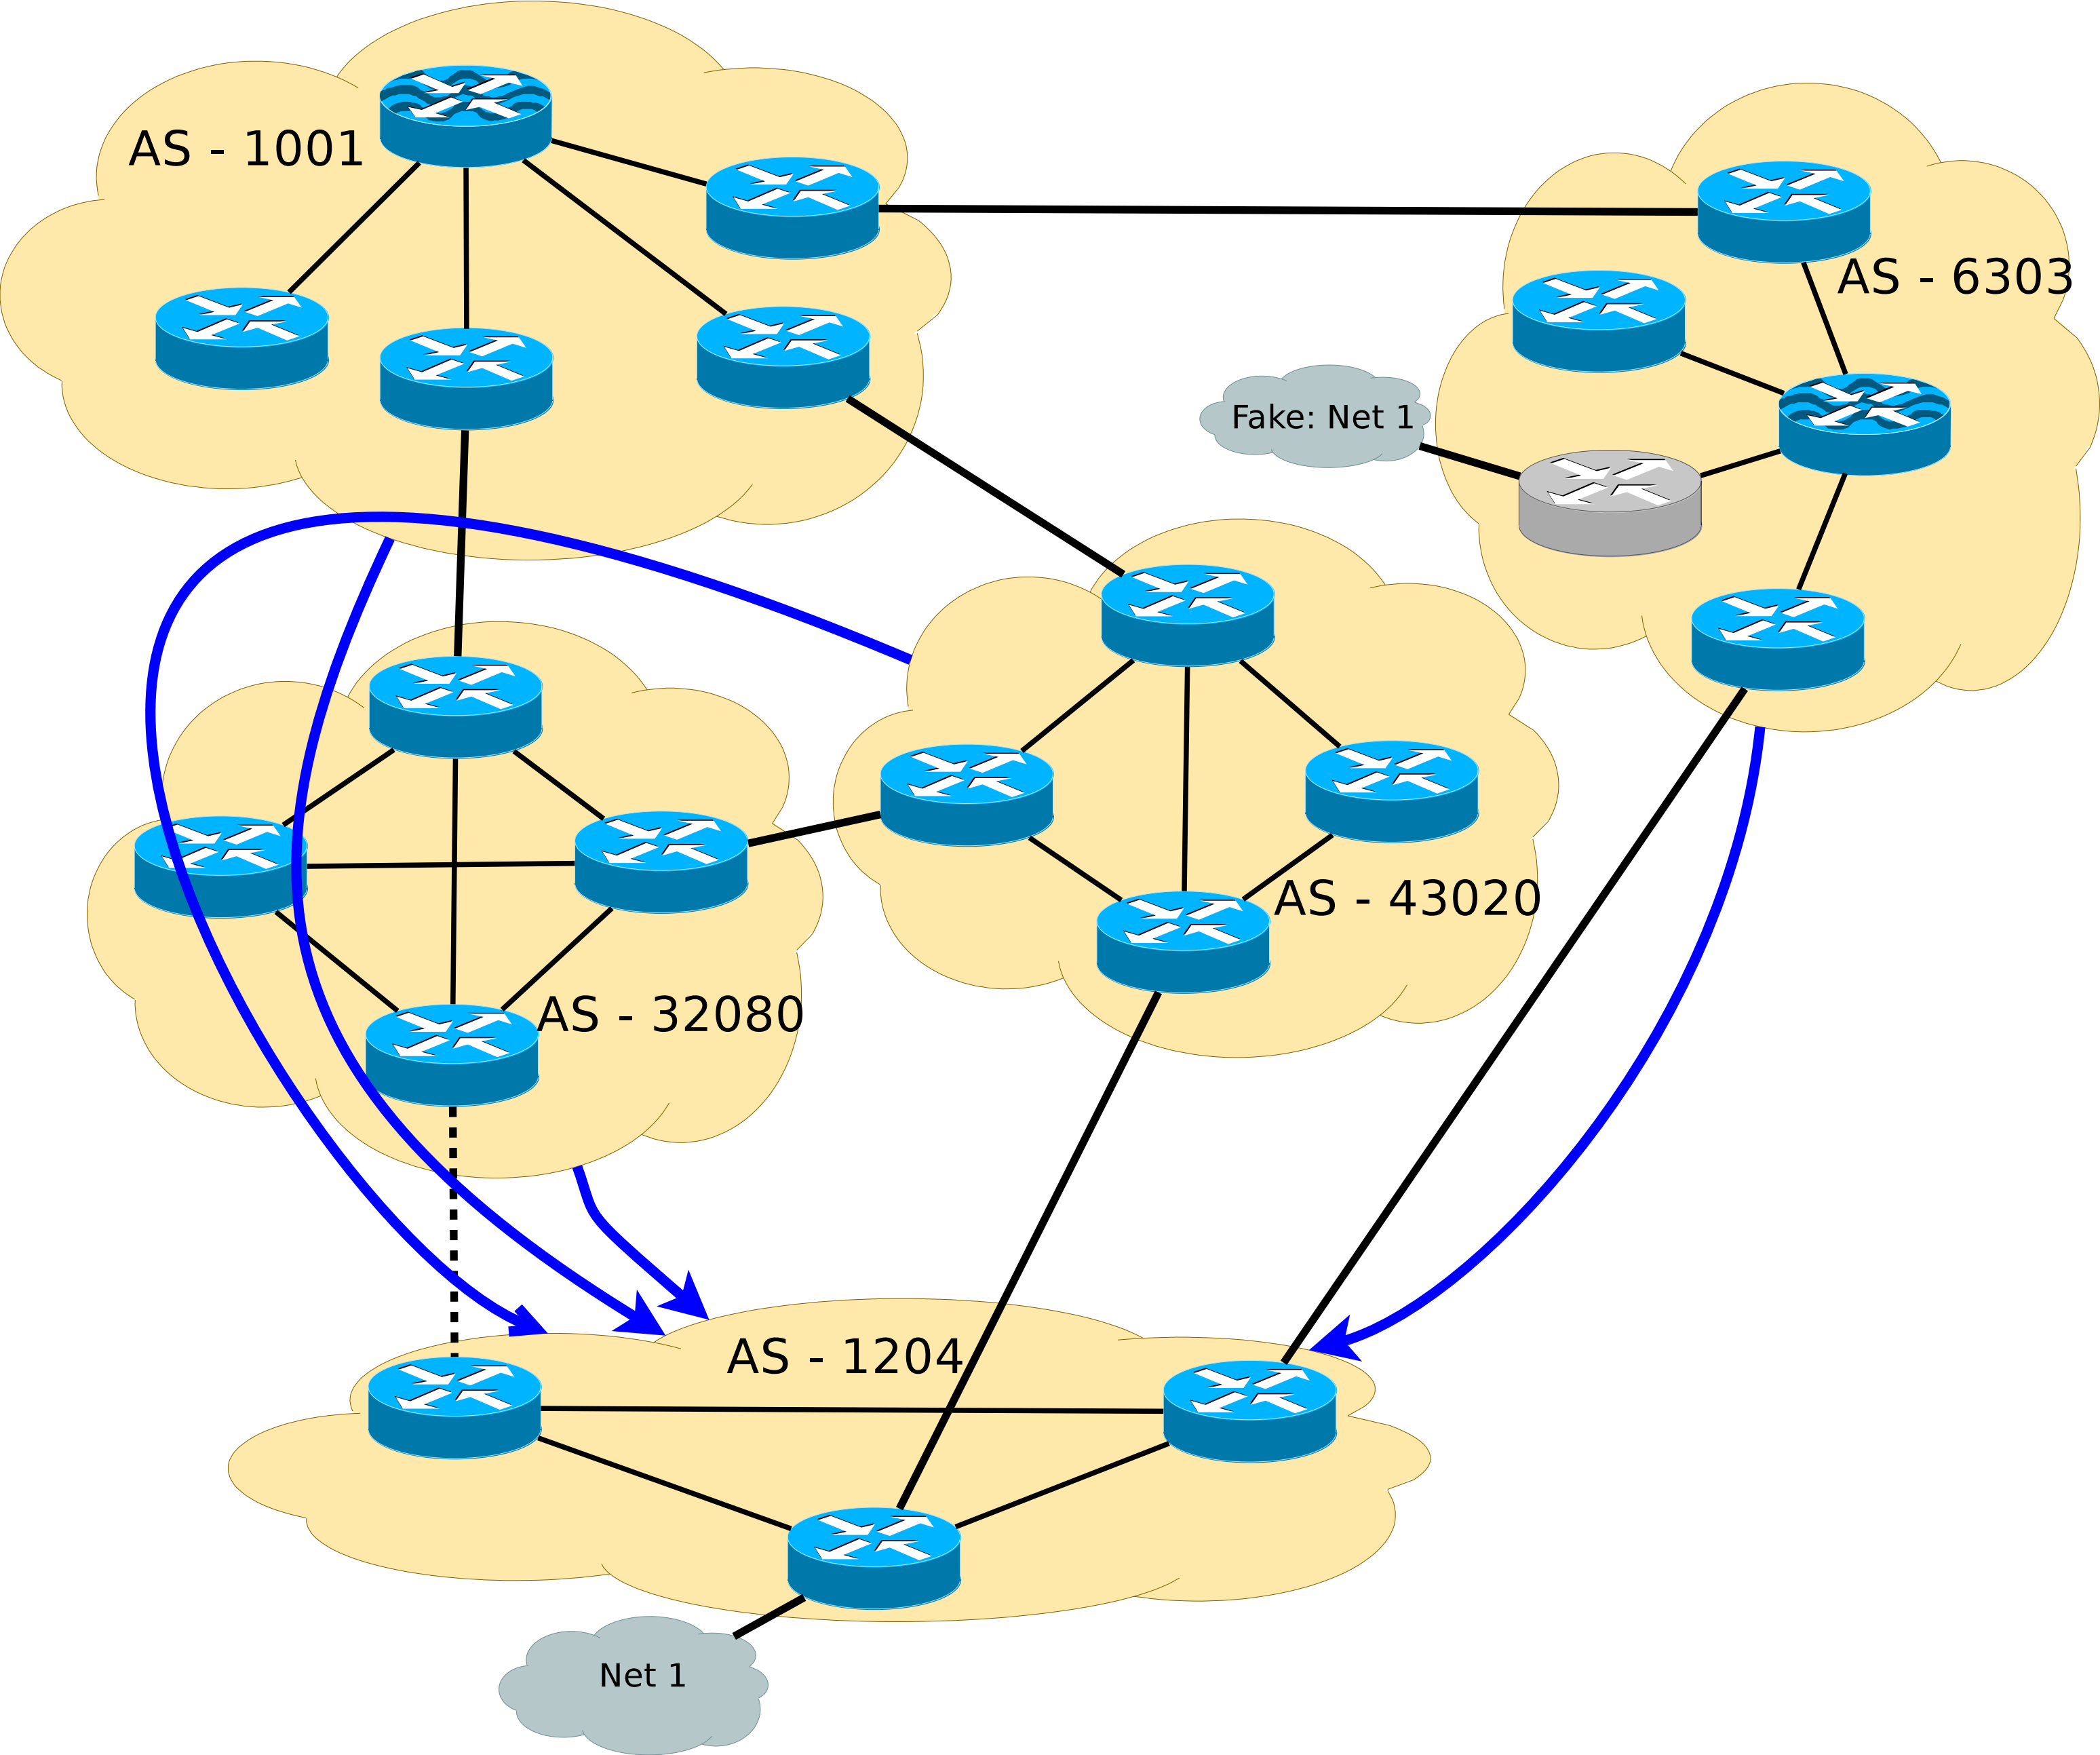 AS - 1001
AS - 6303
Fake: Net 1
AS - 43020
AS - 32080
AS - 1204
Net 1